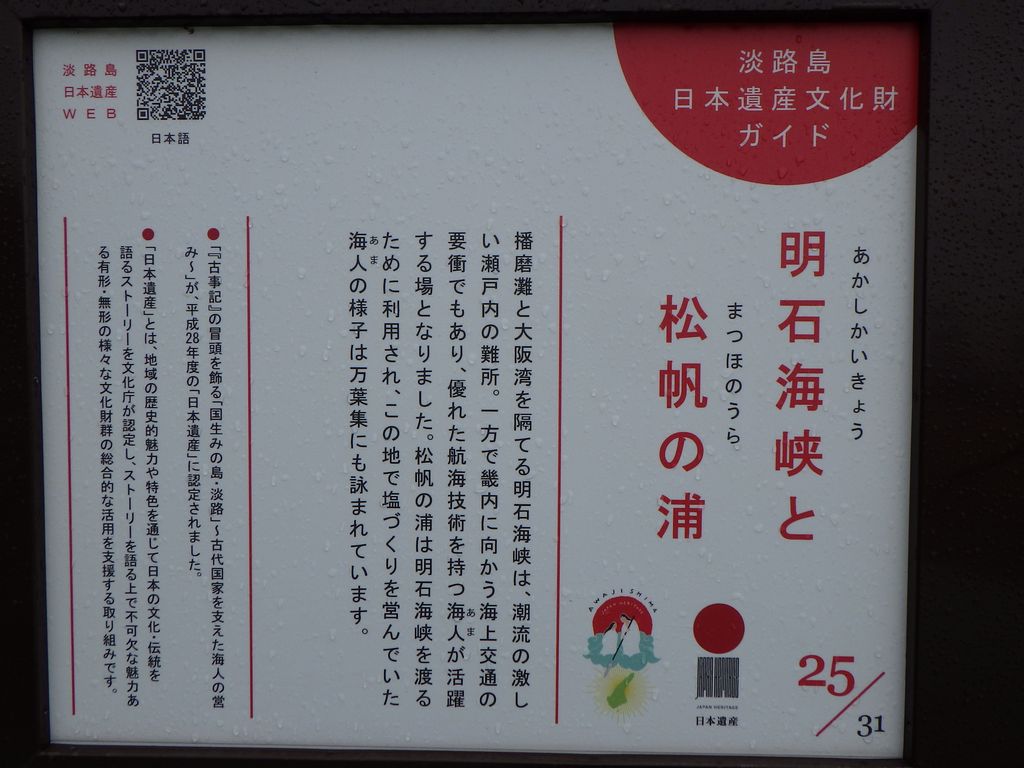 淡路島
日本遺産文化財
ガイド
あかしかいきょう
明石海峡と
まつほのうら
松帆の浦
25/31
JAPAN HERITAGE
日本遺産
AWAJI SHIMA
JAPAN HERITAGE
播磨灘と大阪湾を隔てる明石海峡は、潮流の激し
い瀬戸内の難所。一方で畿内に向かう海上交通の
要衝でもあり、優れた航海技術を持つ海人（あま）が活躍
する場となりました。松帆の浦は明石海峡を渡る
ために利用され、この地で塩づくりを営んでいた
海人（あま）の様子は万葉集にも詠まれています。
●『『古事記』の冒頭を飾る「国生みの島・淡路」～古代国家を支えた海人の営
み～」が、平成28年度の「日本遺産」に認定されました。
●「日本遺産」とは、地域の歴史的魅力や特色を通じて日本の文化・伝統を
語るストーリーを文化庁が認定し、ストーリーを語る上で不可欠な魅力あ
る有形・無形の様々な文化財群の総合的な活用を支援する取り組みです。
淡路島
日本遺産
WEB
日本語